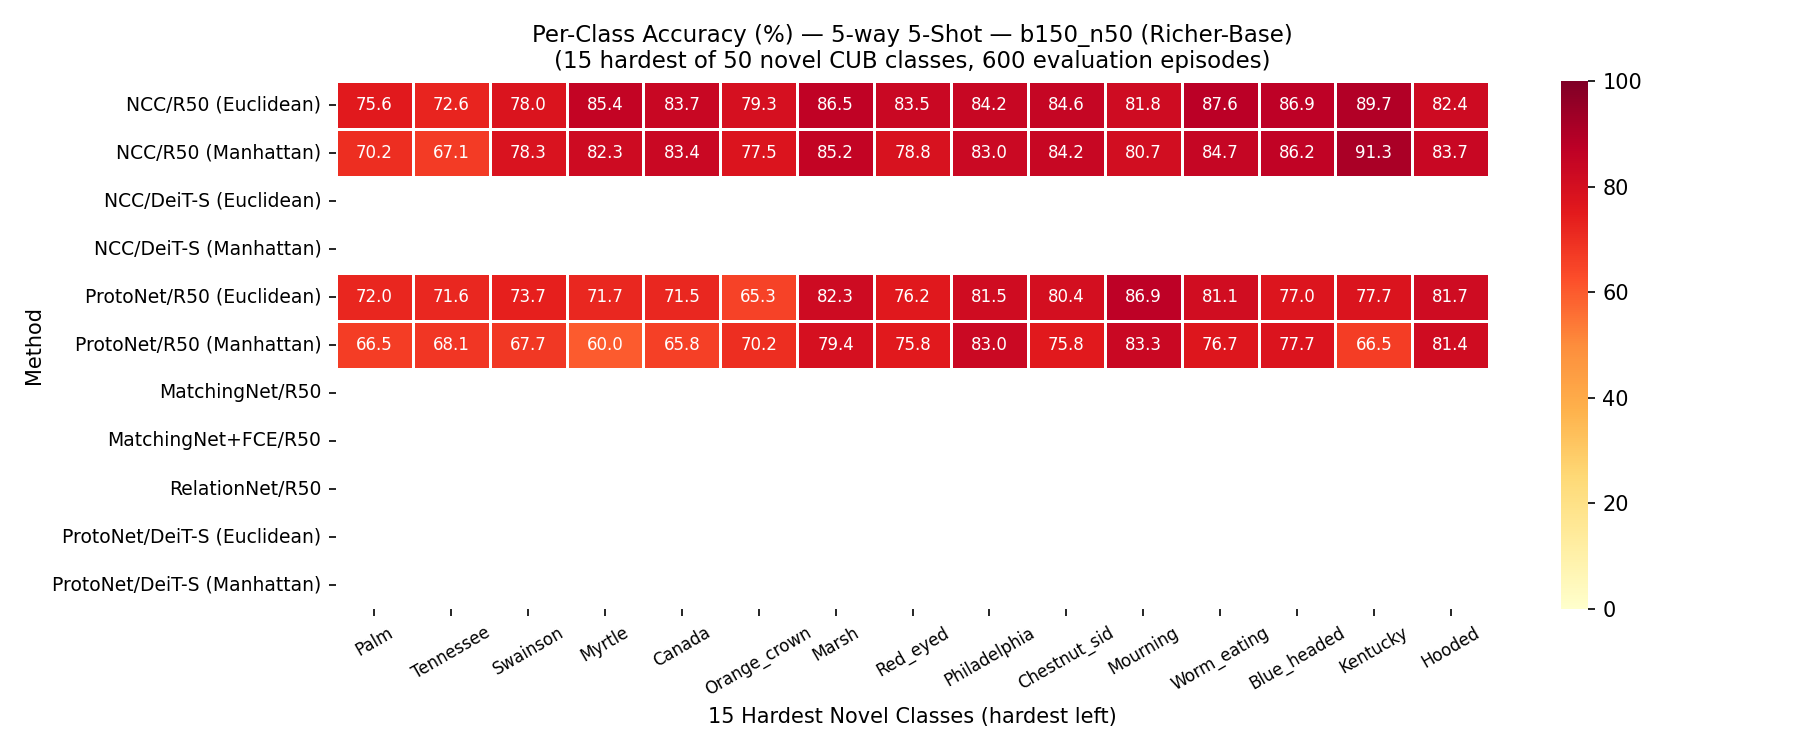 Per-Class Accuracy (%) — 5-way 5-Shot — b150_n50 (Richer-Base)
(15 hardest of 50 novel CUB classes, 600 evaluation episodes)
Method
NCC/R50 (Euclidean) 75.6 72.6 78.0 85.4 83.7 79.3 86.5 83.5 84.2 84.6 81.8 87.6 86.9 89.7 82.4
NCC/R50 (Manhattan) 70.2 67.1 78.3 82.3 83.4 77.5 85.2 78.8 83.0 84.2 80.7 84.7 86.2 91.3 83.7
NCC/DeiT-S (Euclidean)
NCC/DeiT-S (Manhattan)
ProtoNet/R50 (Euclidean) 72.0 71.6 73.7 71.7 71.5 65.3 82.3 76.2 81.5 80.4 86.9 81.1 77.0 77.7 81.7
ProtoNet/R50 (Manhattan) 66.5 68.1 67.7 60.0 65.8 70.2 79.4 75.8 83.0 75.8 83.3 76.7 77.7 66.5 81.4
MatchingNet/R50
MatchingNet+FCE/R50
RelationNet/R50
ProtoNet/DeiT-S (Euclidean)
ProtoNet/DeiT-S (Manhattan)
Palm Tennessee Swainson Myrtle Canada Orange_crown Marsh Red_eyed Philadelphia Chestnut_sid Mourning Worm_eating Blue_headed Kentucky Hooded
15 Hardest Novel Classes (hardest left)
100
80
60
40
20
0